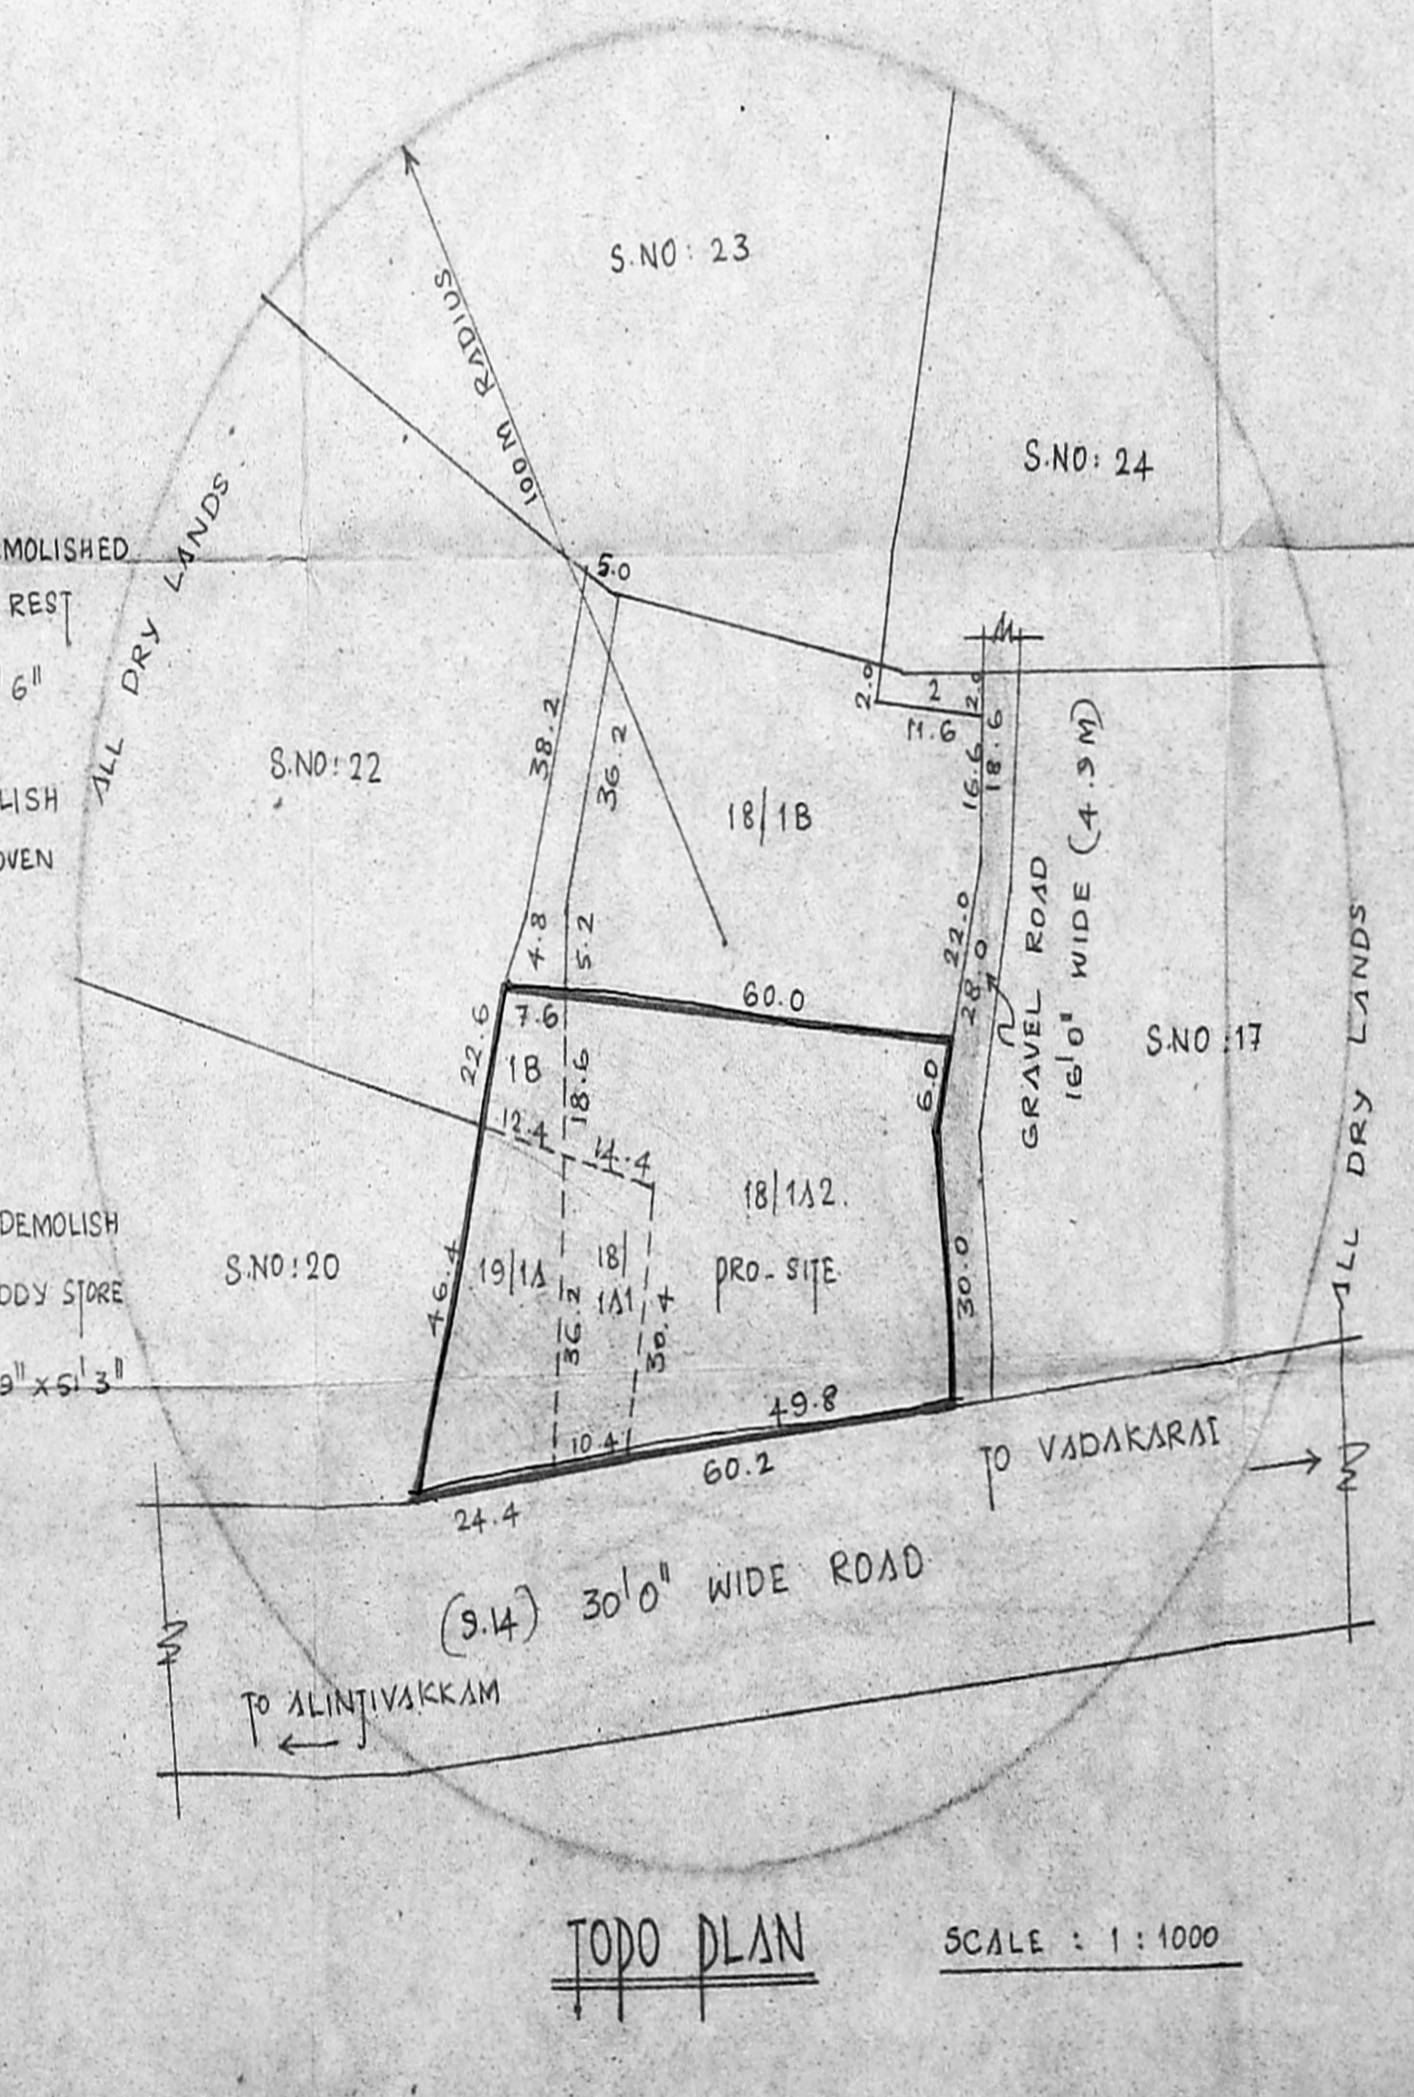 S.NO: 23
100 M RADIUS
S.NO: 24
MOLISHED
REST
6"
ALL DRY LANDS
5.0
2.0
2
2.0
11.6
38.2
36.2
16.6
18.6
S.NO: 22
18/1B
LISH
OVEN
GRAVEL ROAD
16'0" WIDE (4.9 M)
4.8
5.2
22.0
28.0
ALL DRY LANDS
7.6
60.0
22.6
1B
18.6
6.0
S.NO: 17
12.4
14.4
18/1A2.
DEMOLISH
S.NO: 20
19/1A
18/
1A1
PRO-SITE
ODY STORE
46.4
36.2
30.4
30.0
9" x 51'3"
49.8
10.4
60.2
24.4
TO VADAKARAI
(9.14) 30'0" WIDE ROAD
TO ALINJIVAKKAM
TOPO PLAN
SCALE : 1 : 1000